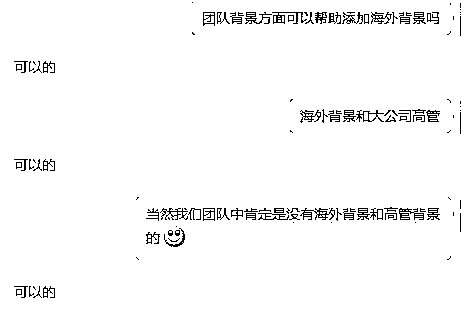 团队背景方面可以帮助添加海外背景吗
可以的
海外背景和大公司高管
可以的
当然我们团队中肯定是没有海外背景和高管背景
的
可以的